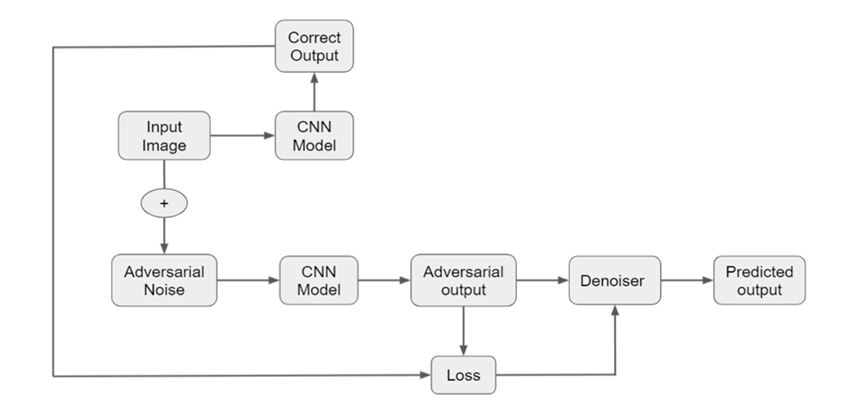 Correct
Output
Input
Image
CNN
Model
+
Adversarial
Noise
CNN
Model
Adversarial
output
Denoiser
Predicted
output
Loss